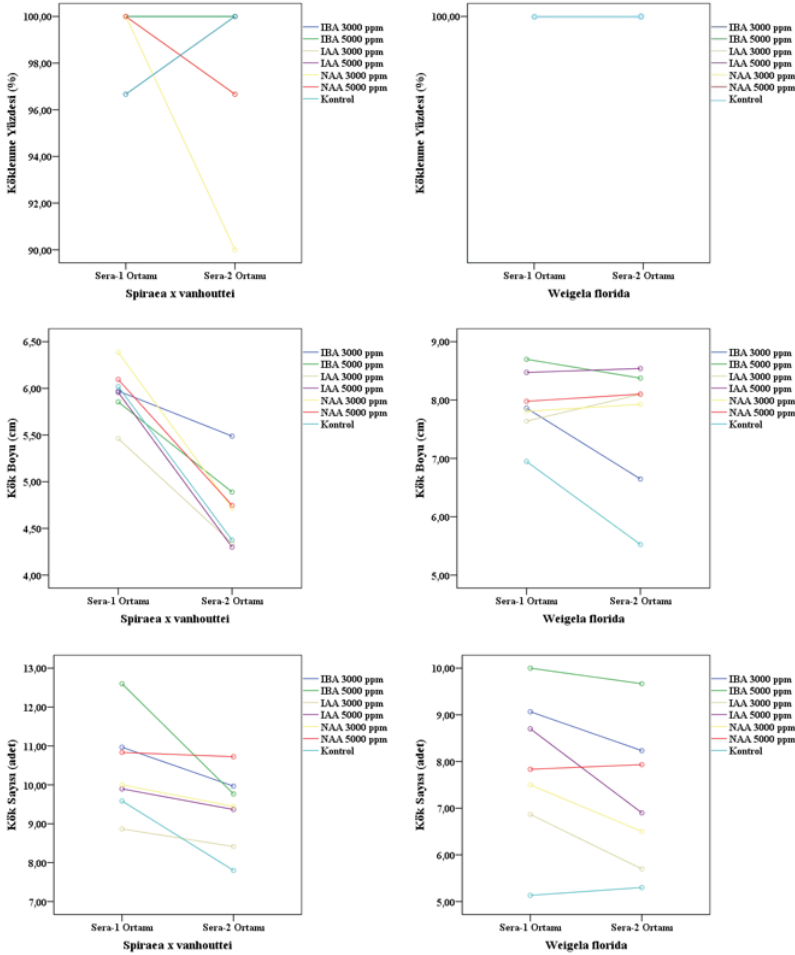 100,00
98,00
96,00
94,00
92,00
90,00
Köklenme Yüzdesi (%)
Sera-1 Ortamı
Sera-2 Ortamı
Spiraea x vanhouttei
IBA 3000 ppm
IBA 5000 ppm
IAA 3000 ppm
IAA 5000 ppm
NAA 3000 ppm
NAA 5000 ppm
Kontrol
100,00
Köklenme Yüzdesi (%)
Sera-1 Ortamı
Sera-2 Ortamı
Weigela florida
IBA 3000 ppm
IBA 5000 ppm
IAA 3000 ppm
IAA 5000 ppm
NAA 3000 ppm
NAA 5000 ppm
Kontrol
6,50
6,00
5,50
5,00
4,50
4,00
Kök Boyu (cm)
Sera-1 Ortamı
Sera-2 Ortamı
Spiraea x vanhouttei
IBA 3000 ppm
IBA 5000 ppm
IAA 3000 ppm
IAA 5000 ppm
NAA 3000 ppm
NAA 5000 ppm
Kontrol
9,00
8,00
7,00
6,00
5,00
Kök Boyu (cm)
Sera-1 Ortamı
Sera-2 Ortamı
Weigela florida
IBA 3000 ppm
IBA 5000 ppm
IAA 3000 ppm
IAA 5000 ppm
NAA 3000 ppm
NAA 5000 ppm
Kontrol
13,00
12,00
11,00
10,00
9,00
8,00
7,00
Kök Sayısı (adet)
Sera-1 Ortamı
Sera-2 Ortamı
Spiraea x vanhouttei
IBA 3000 ppm
IBA 5000 ppm
IAA 3000 ppm
IAA 5000 ppm
NAA 3000 ppm
NAA 5000 ppm
Kontrol
10,00
9,00
8,00
7,00
6,00
5,00
Kök Sayısı (adet)
Sera-1 Ortamı
Sera-2 Ortamı
Weigela florida
IBA 3000 ppm
IBA 5000 ppm
IAA 3000 ppm
IAA 5000 ppm
NAA 3000 ppm
NAA 5000 ppm
Kontrol